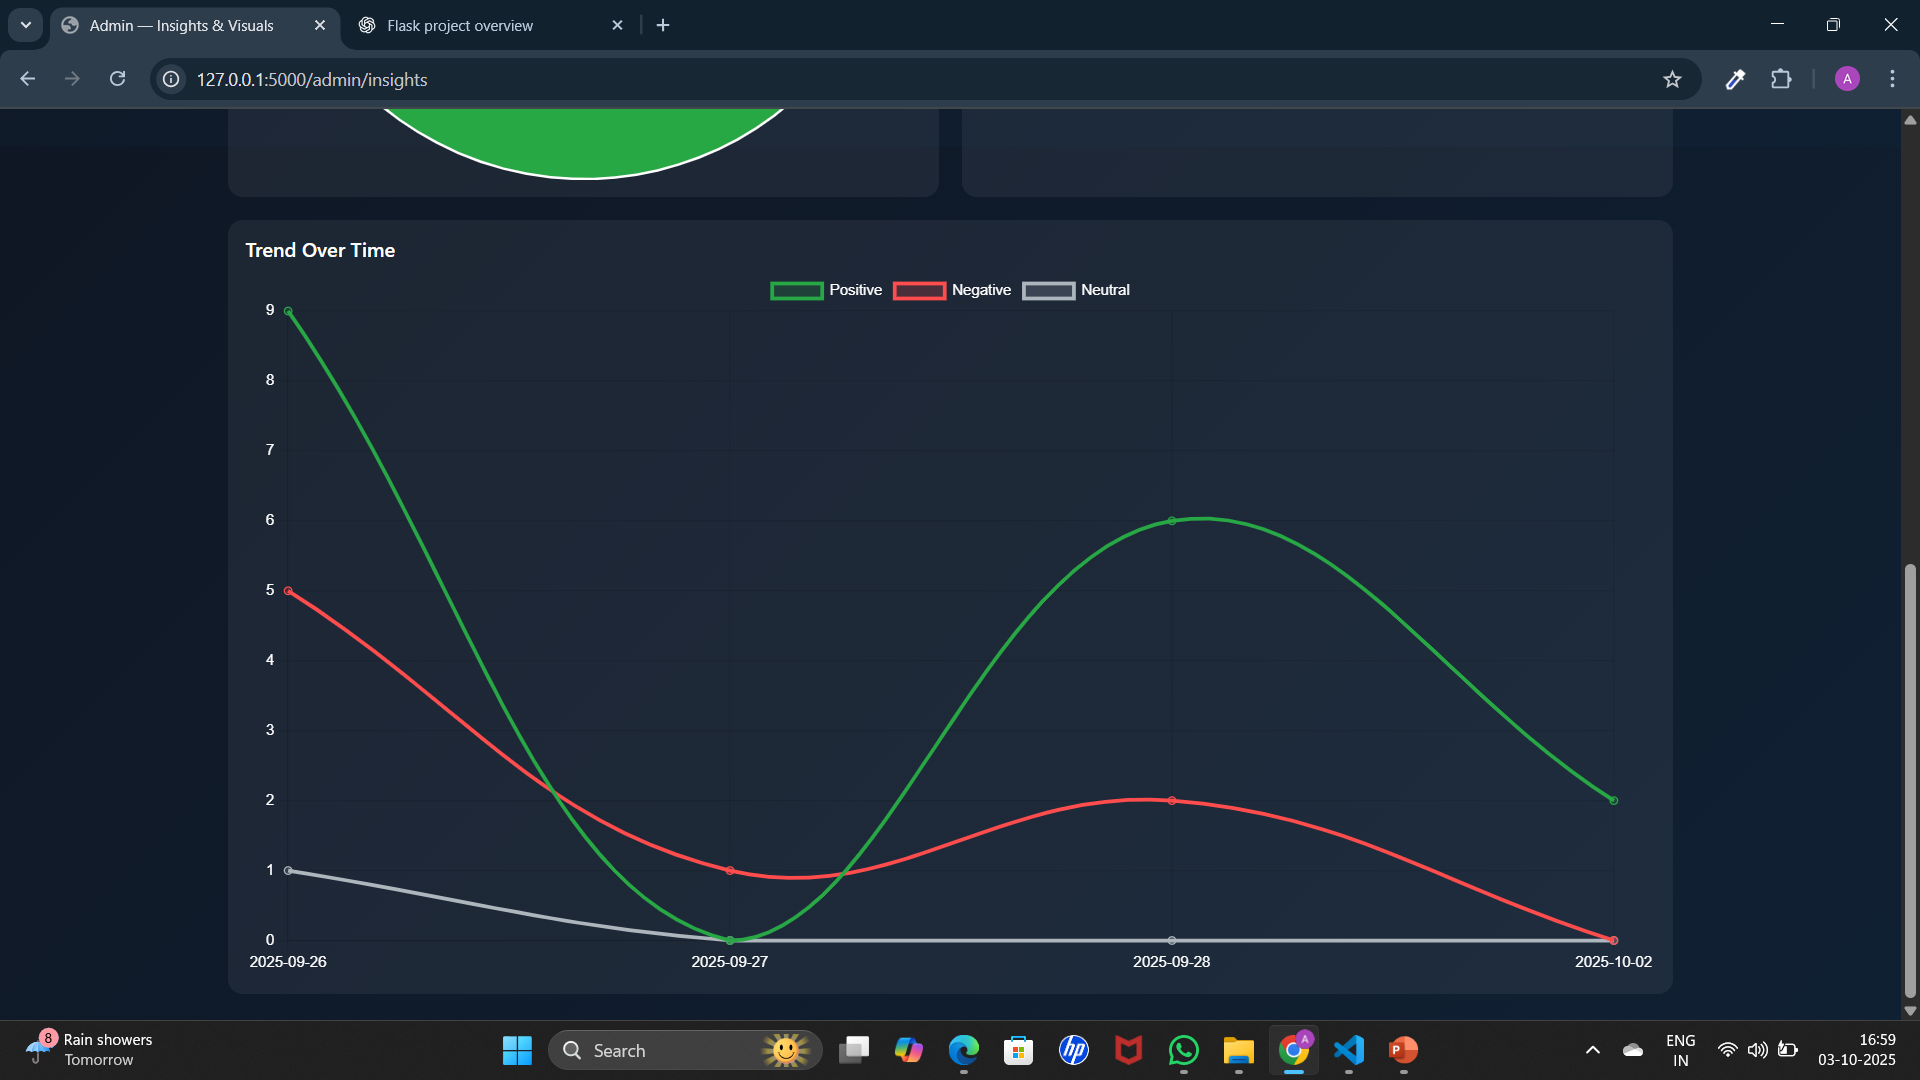 Admin — Insights & Visuals
Flask project overview
127.0.0.1:5000/admin/insights
A
Trend Over Time
Positive
Negative
Neutral
9
8
7
6
5
4
3
2
1
0
2025-09-26
2025-09-27
2025-09-28
2025-10-02
8
Rain showers
Tomorrow
Search
hp
A
P
ENG
IN
16:59
03-10-2025